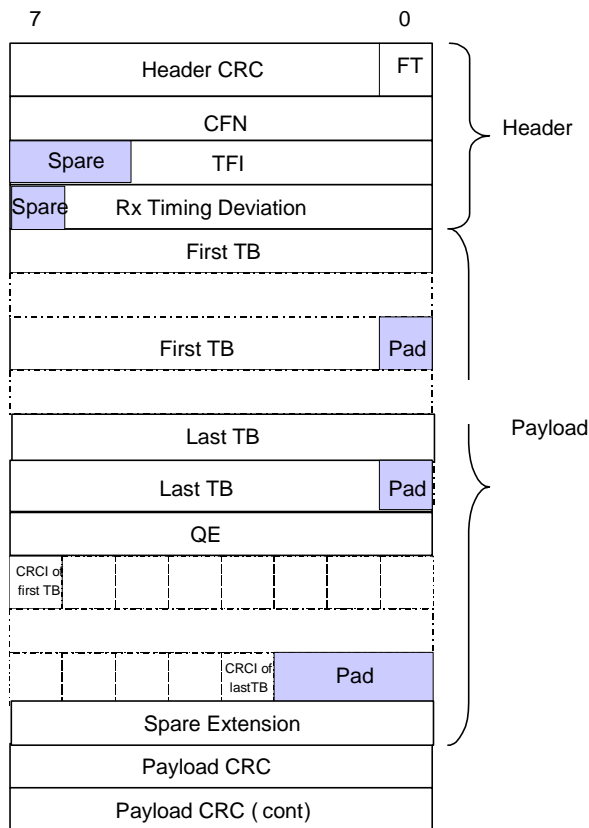 7 0
Header CRC FT
Header
CFN
Spare TFI
Spare Rx Timing Deviation
First TB
First TB Pad
Payload
Last TB
Last TB Pad
QE
CRCI of
first TB
CRCI of
lastTB
Pad
Spare Extension
Payload CRC
Payload CRC ( cont)